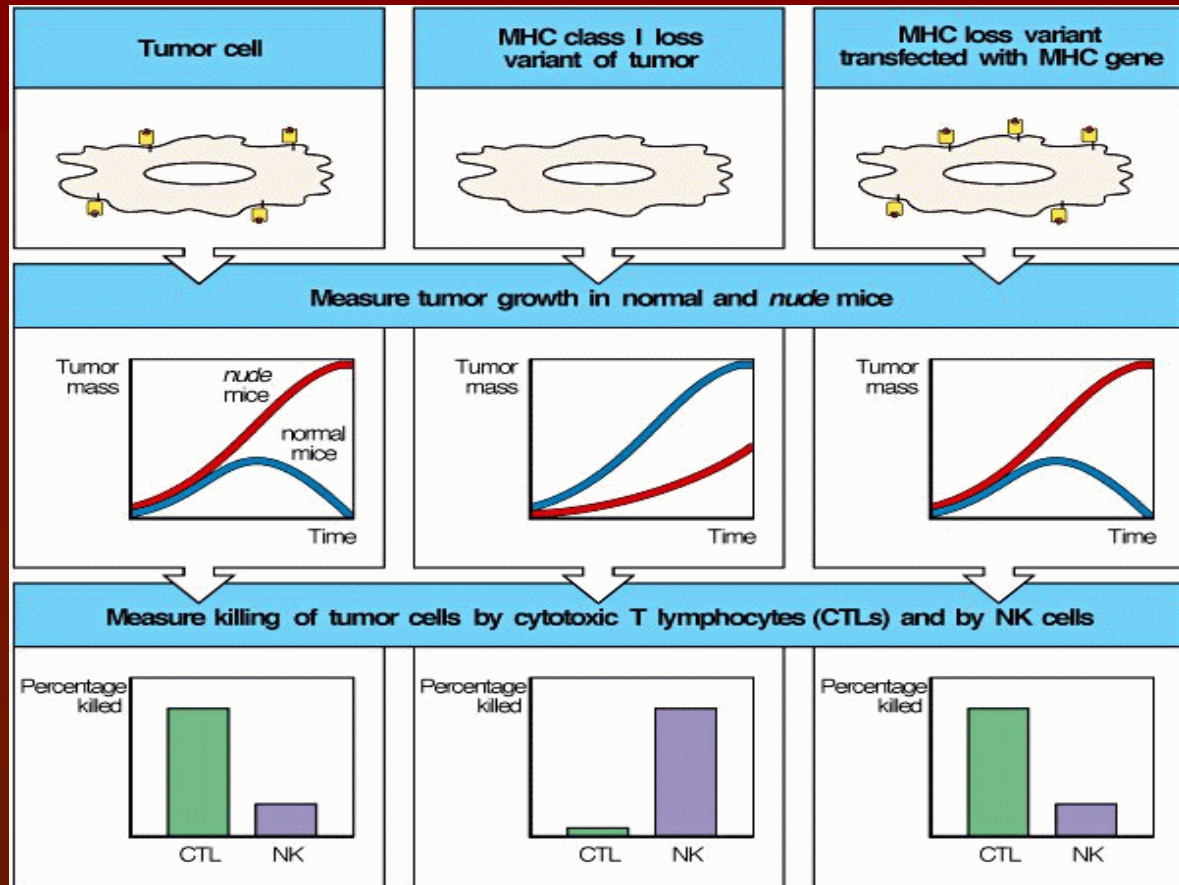 Tumor cell
MHC class I loss
variant of tumor
MHC loss variant
transfected with MHC gene
Measure tumor growth in normal and nude mice
Tumor
mass
nude
mice
normal
mice
Time
Tumor
mass
Time
Tumor
mass
Time
Measure killing of tumor cells by cytotoxic T lymphocytes (CTLs) and by NK cells
Percentage
killed
CTL NK
Percentage
killed
CTL NK
Percentage
killed
CTL NK